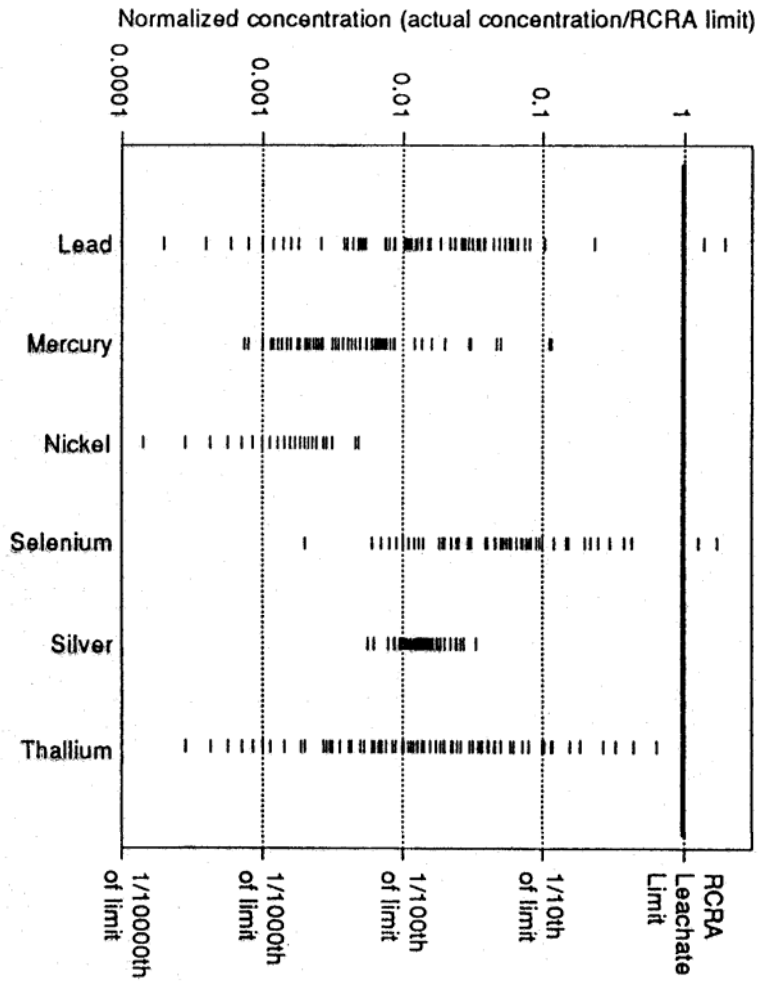 Normalized concentration (actual concentration/RCRA limit)
0.0001
0.001
0.01
0.1
1
Lead
Mercury
Nickel
Selenium
Silver
Thallium
1/10000th
of limit
1/1000th
of limit
1/100th
of limit
1/10th
of limit
RCRA
Leachate
Limit